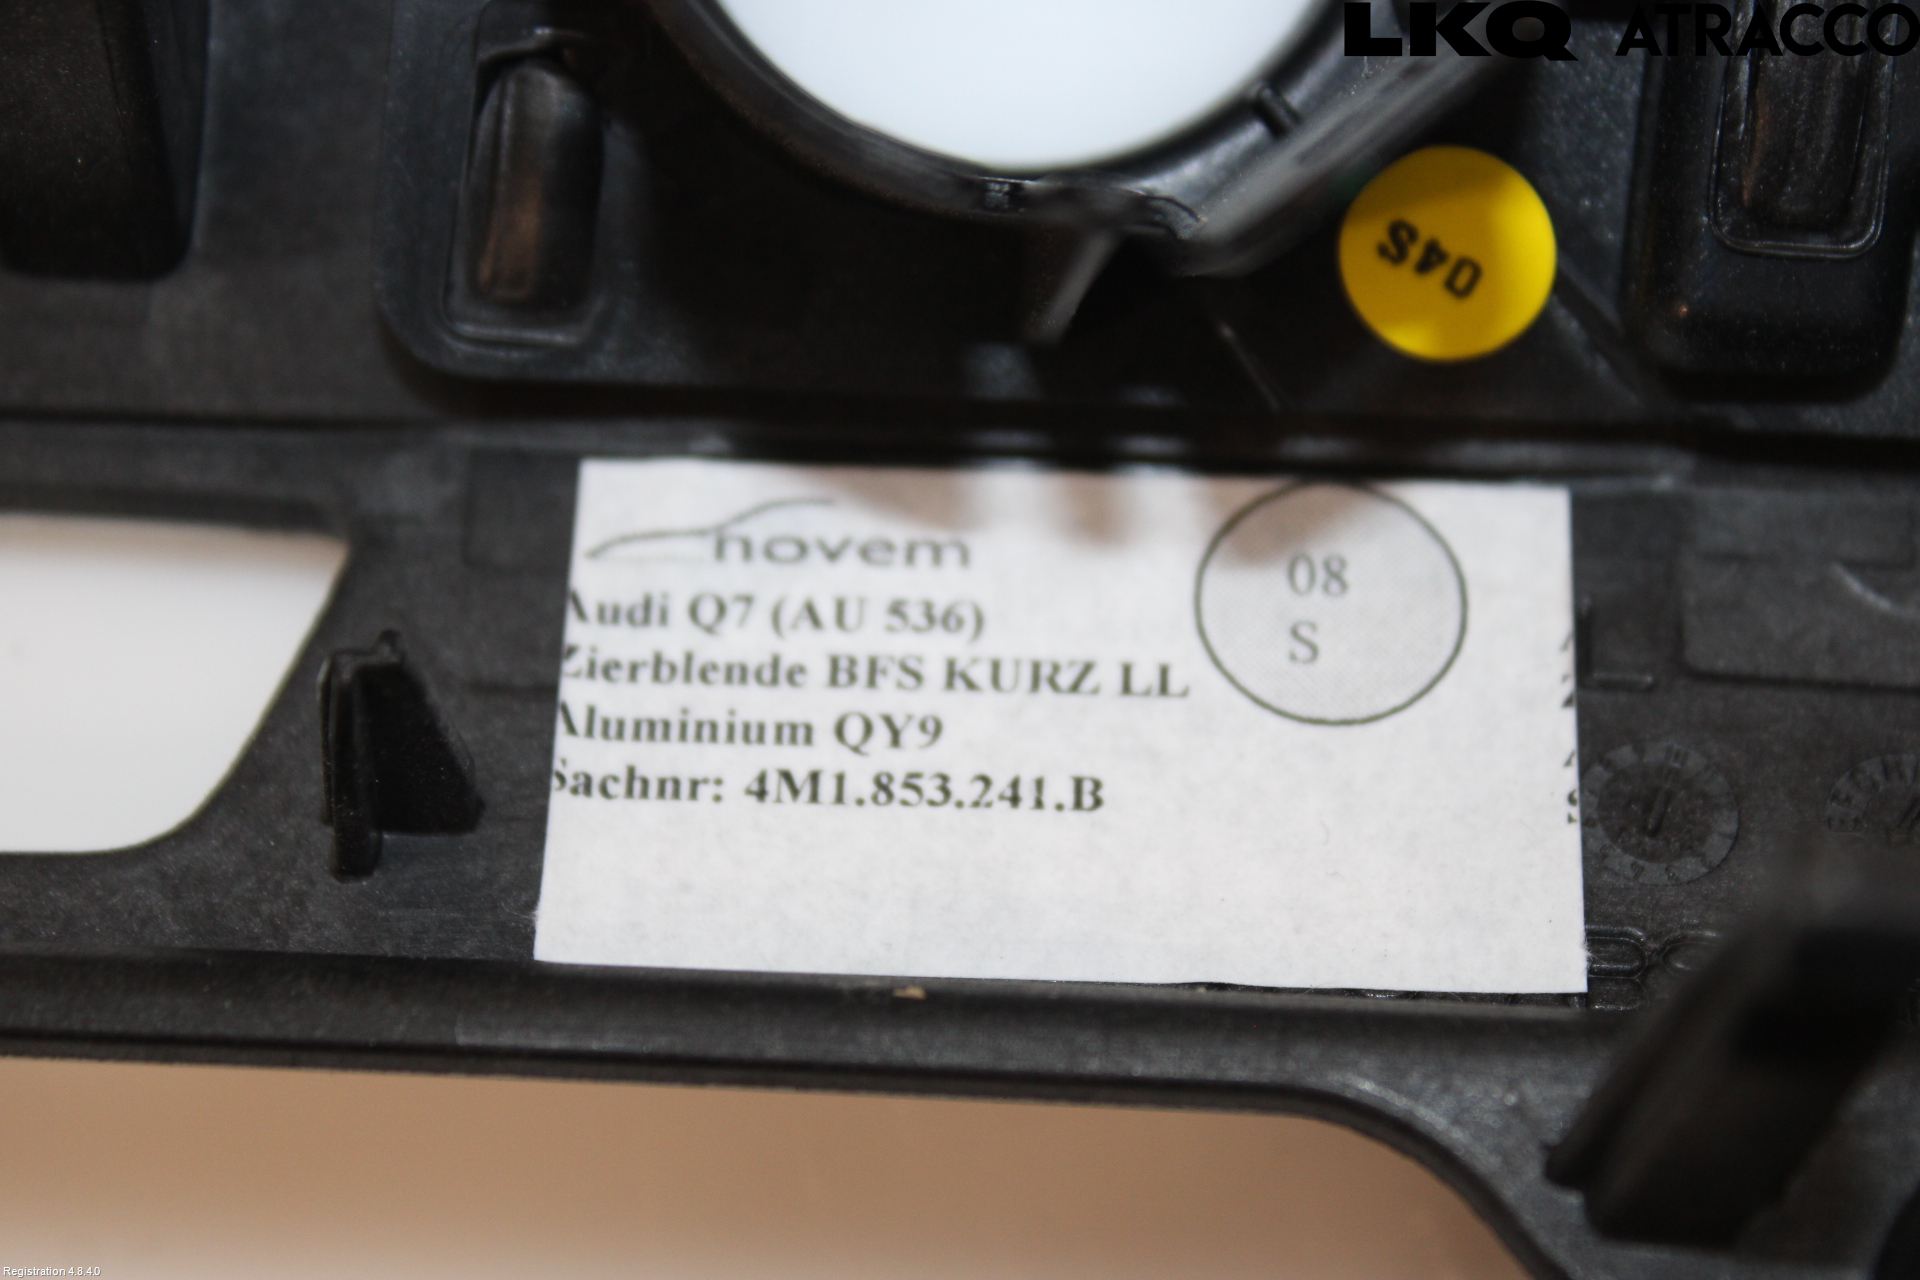 LKQ ATRACCO
04S
novem
08
S
Audi Q7 (AU 536)
Zierblende BFS KURZ LL
Aluminium QY9
Sachnr: 4M1.853.241.B
Registration 4.8.4.0